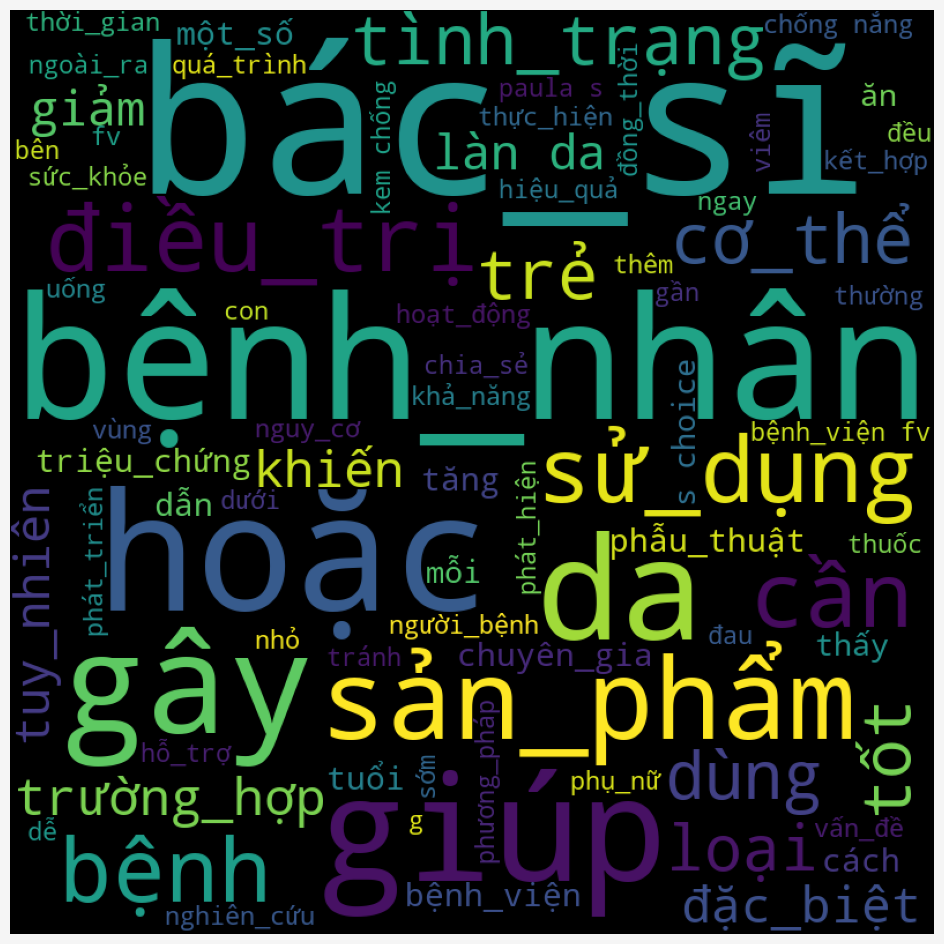 thời_gian
một_số
tình_trạng
chống nắng
ngoài_ra
quá_trình
bác_sĩ
paula s
đồng_thời
ăn
giảm
fv
kem chống
thực_hiện
viêm
đều
bên
làn da
kết_hợp
sức_khỏe
hiệu_quả
ngay
điều_trị
cơ_thể
trẻ
thêm
uống
con
hoạt_động
gần
thường
bệnh_nhân
chia_sẻ
khả_năng
s choice
vùng
nguy_cơ
bệnh_viện fv
triệu_chứng
khiến
tăng
sử_dụng
tuy_nhiên
phát_triển
dẫn
dưới
phát_hiện
hoặc
phẫu_thuật
thuốc
da
mỗi
cần
nhỏ
người_bệnh
đau
thấy
gây
tránh
chuyên_gia
sản_phẩm
tốt
hỗ_trợ
phương_pháp
trường_hợp
tuổi
sớm
phụ_nữ
dùng
giúp
dễ
g
vấn_đề
bệnh
loại
cách
nghiên_cứu
bệnh_viện
đặc_biệt